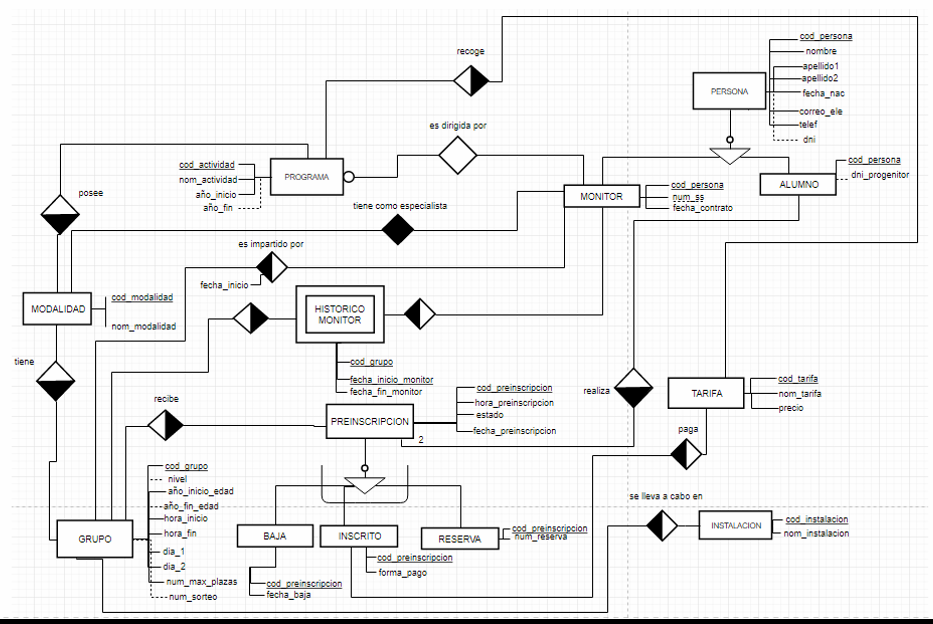 recoge
cod_persona
nombre
apellido1
apellido2
fecha_nac
correo_ele
telef
dni
PERSONA
es dirigida por
cod_actividad
nom_actividad
año_inicio
año_fin
PROGRAMA
cod_persona
dni_progenitor
ALUMNO
posee
tiene como especialista
MONITOR
cod_persona
num_ss
fecha_contrato
es impartido por
fecha_inicio
MODALIDAD
cod_modalidad
nom_modalidad
HISTORICO
MONITOR
tiene
cod_grupo
fecha_inicio_monitor
fecha_fin_monitor
realiza
TARIFA
cod_tarifa
nom_tarifa
precio
recibe
PREINSCRIPCION
cod_preinscripcion
hora_preinscripcion
estado
fecha_preinscripcion
2
paga
cod_grupo
nivel
año_inicio_edad
año_fin_edad
hora_inicio
hora_fin
dia_1
dia_2
num_max_plazas
num_sorteo
GRUPO
se lleva a cabo en
INSTALACION
cod_instalacion
nom_instalacion
BAJA
INSCRITO
RESERVA
cod_preinscripcion
num_reserva
cod_preinscripcion
forma_pago
cod_preinscripcion
fecha_baja